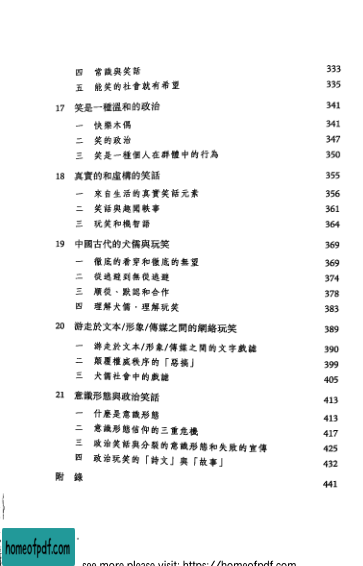 四 常識與笑話 333
五 能笑的社會就有希望 335
17 笑是一種溫和的政治 341
一 快樂木偶 341
二 笑的政治 347
三 笑是一種個人在群體中的行為 350
18 真實的和虛構的笑話 355
一 來自生活的真實笑話元素 356
二 笑話與趣聞軼事 361
三 玩笑和機智語 364
19 中國古代的犬儒與玩笑 369
一 徹底的看穿和徹底的無望 369
二 從逃避到無從逃避 374
三 順從、默認和合作 378
四 理解犬儒,理解玩笑 383
20 游走於文本/形象/傳媒之間的網絡玩笑 389
一 游走於文本/形象/傳媒之間的文字戲謔 390
二 顛覆權威秩序的「惡搞」 399
三 犬儒社會中的戲謔 405
21 意識形態與政治笑話 413
一 什麼是意識形態 413
二 意識形態信仰的三重危機 417
三 政治笑話與分裂的意識形態和失敗的宣傳 425
四 政治玩笑的「詩文」與「故事」 432
附 錄 441
homeofpdf.com
see more please visit: https://homeofpdf.com